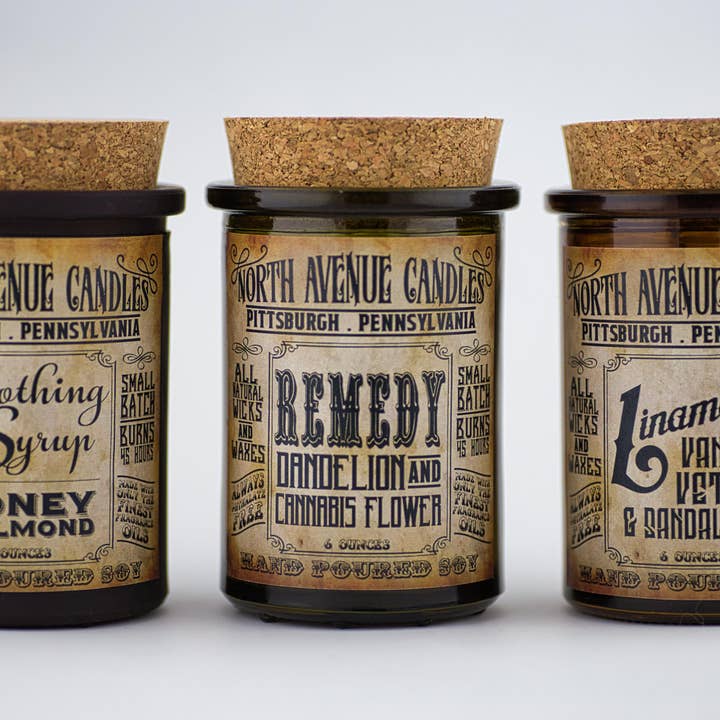 ENUE CANDLES
H . PENNSYLVANIA
othing
Syrup
ONEY
LMOND
OUNCES
OURED SOY
SMALL
BATCH
BURNS
45 HOURS
MADE WITH
ONLY THE
FINEST
FRAGRANCE
OILS
NORTH AVENUE CANDLES
PITTSBURGH . PENNSYLVANIA
ALL
NATURAL
WICKS
AND
WAXES
ALWAYS
PHTHALATE
FREE
REMEDY
DANDELION AND
CANNABIS FLOWER
6 OUNCES
SMALL
BATCH
BURNS
45 HOURS
MADE WITH
ONLY THE
FINEST
FRAGRANCE
OILS
HAND POURED SOY
NORTH AVENUE
PITTSBURGH . PEN
ALL
NATURAL
WICKS
AND
WAXES
ALWAYS
PHTHALATE
FREE
Linam
VAN
VET
& SANDAL
6 OUNCES
HAND POURED